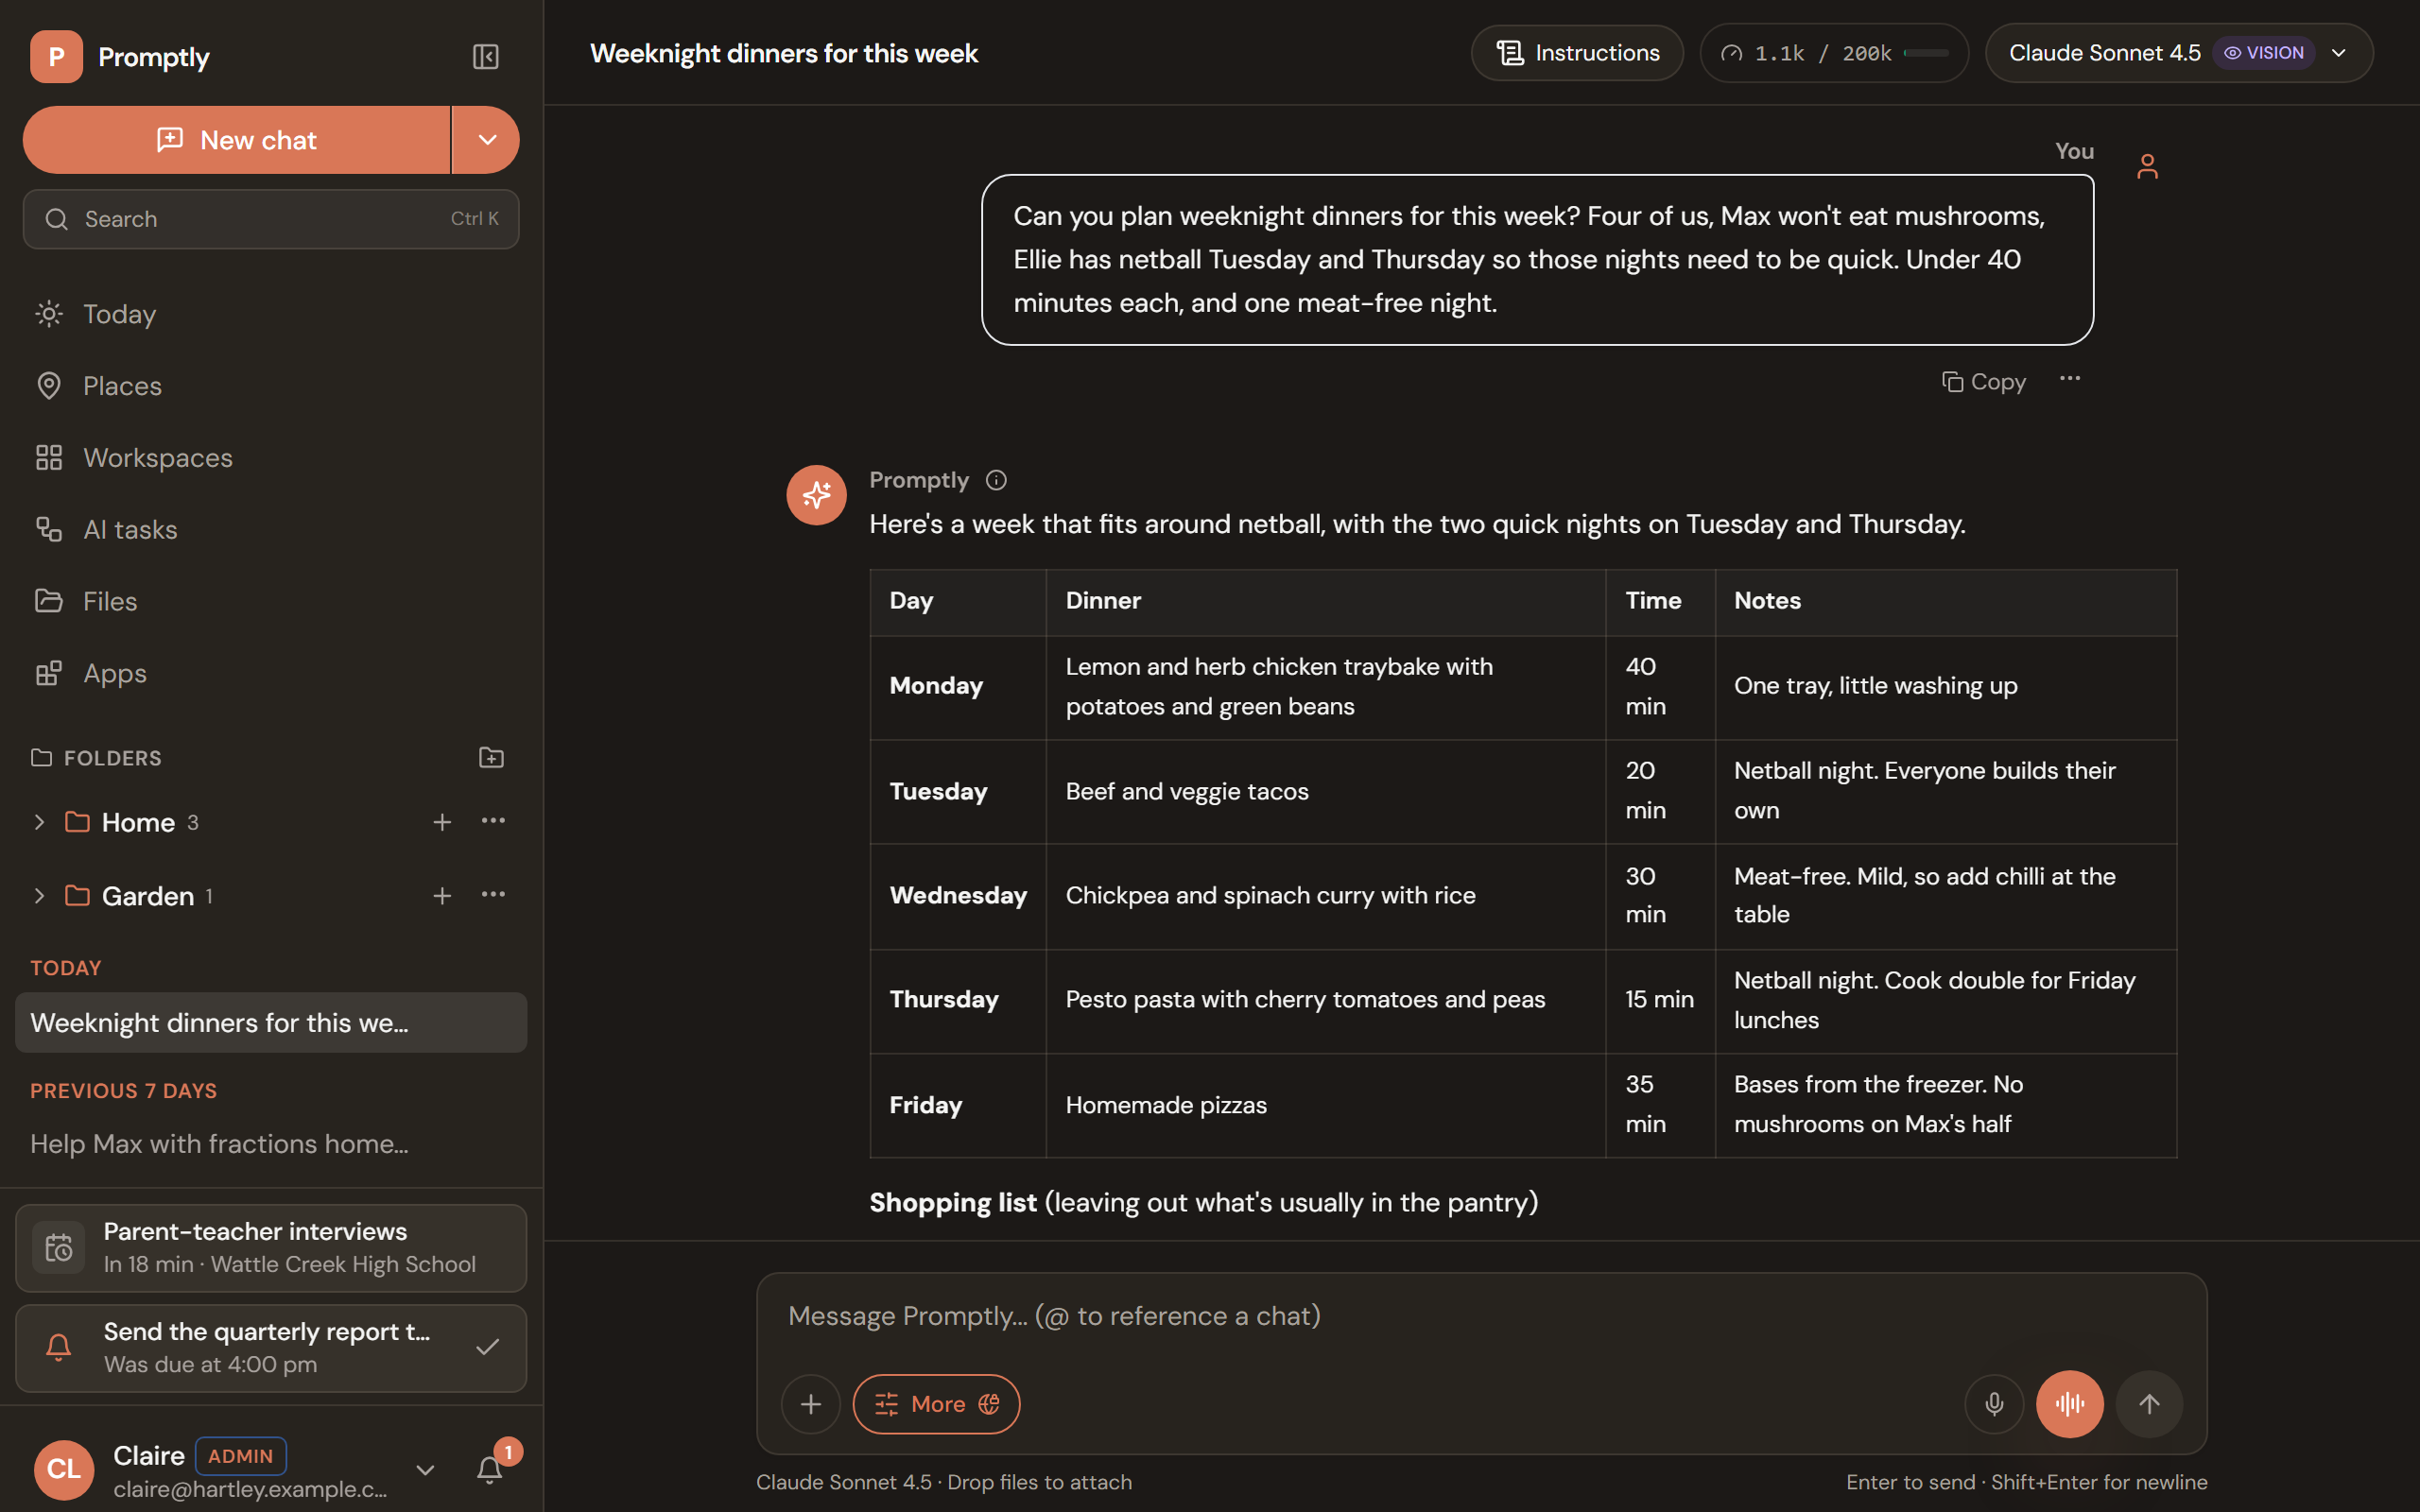 P Promptly
New chat
Search Ctrl K
Today
Places
Workspaces
AI tasks
Files
Apps
FOLDERS
Home 3
Garden 1
TODAY
Weeknight dinners for this we...
PREVIOUS 7 DAYS
Help Max with fractions home...
Parent-teacher interviews
In 18 min · Wattle Creek High School
Send the quarterly report t...
Was due at 4:00 pm
CL Claire ADMIN
claire@hartley.example.c...
1
Weeknight dinners for this week
Instructions
1.1k / 200k
Claude Sonnet 4.5 VISION
You
Can you plan weeknight dinners for this week? Four of us, Max won't eat mushrooms,
Ellie has netball Tuesday and Thursday so those nights need to be quick. Under 40
minutes each, and one meat-free night.
Copy
Promptly
Here's a week that fits around netball, with the two quick nights on Tuesday and Thursday.
Day Dinner Time Notes
Monday Lemon and herb chicken traybake with potatoes and green beans 40 min One tray, little washing up
Tuesday Beef and veggie tacos 20 min Netball night. Everyone builds their own
Wednesday Chickpea and spinach curry with rice 30 min Meat-free. Mild, so add chilli at the table
Thursday Pesto pasta with cherry tomatoes and peas 15 min Netball night. Cook double for Friday lunches
Friday Homemade pizzas 35 min Bases from the freezer. No mushrooms on Max's half
Shopping list (leaving out what's usually in the pantry)
Message Promptly... (@ to reference a chat)
More
Claude Sonnet 4.5 · Drop files to attach
Enter to send · Shift+Enter for newline